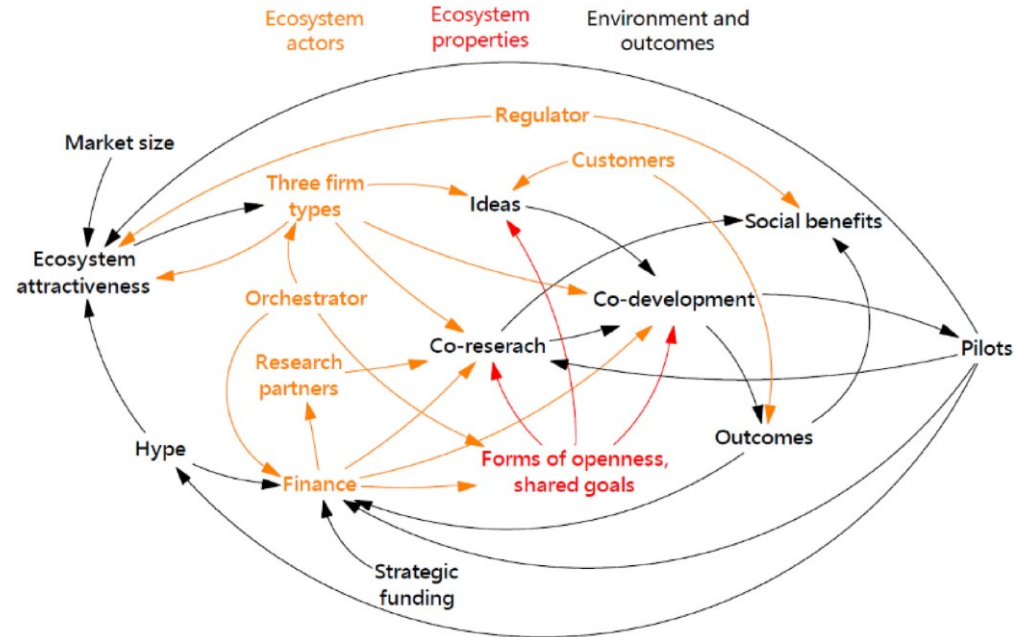 Ecosystem
actors
Ecosystem
properties
Environment and
outcomes
Regulator
Market size
Customers
Three firm
types
Ideas
Social benefits
Ecosystem
attractiveness
Orchestrator
Co-development
Co-reserach
Pilots
Research
partners
Hype
Outcomes
Forms of openness,
shared goals
Finance
Strategic
funding